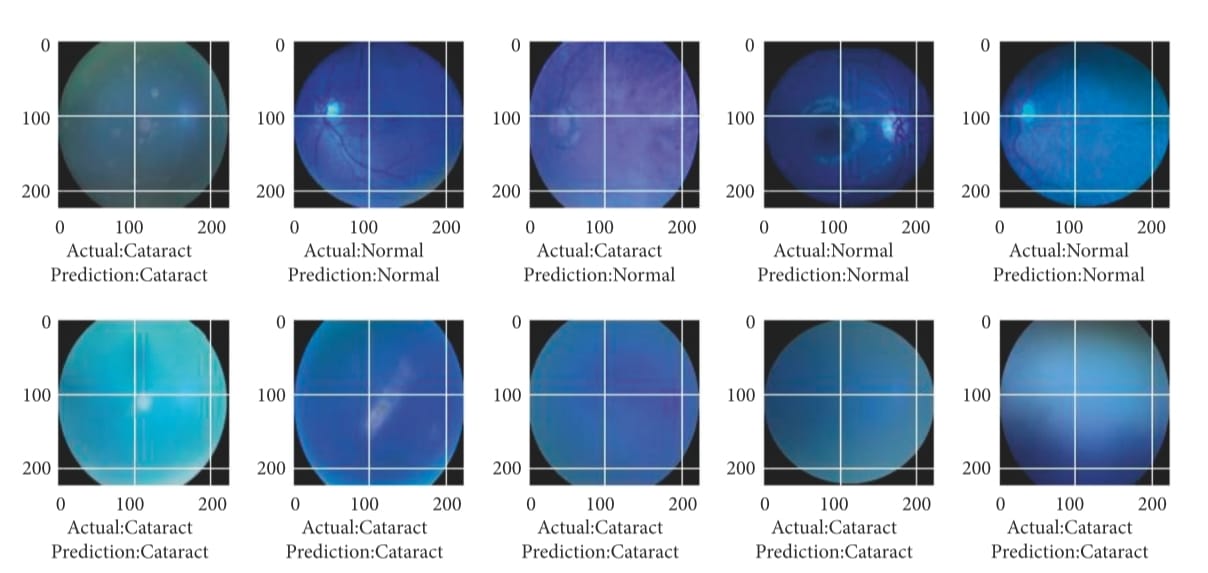 0 0 0 0 0
100 100 100 100 100
200 200 200 200 200
0 100 200 0 100 200 0 100 200 0 100 200 0 100 200
Actual:Cataract Actual:Normal Actual:Cataract Actual:Normal Actual:Normal
Prediction:Cataract Prediction:Normal Prediction:Normal Prediction:Normal Prediction:Normal
0 0 0 0 0
100 100 100 100 100
200 200 200 200 200
0 100 200 0 100 200 0 100 200 0 100 200 0 100 200
Actual:Cataract Actual:Cataract Actual:Cataract Actual:Cataract Actual:Cataract
Prediction:Cataract Prediction:Cataract Prediction:Cataract Prediction:Cataract Prediction:Cataract